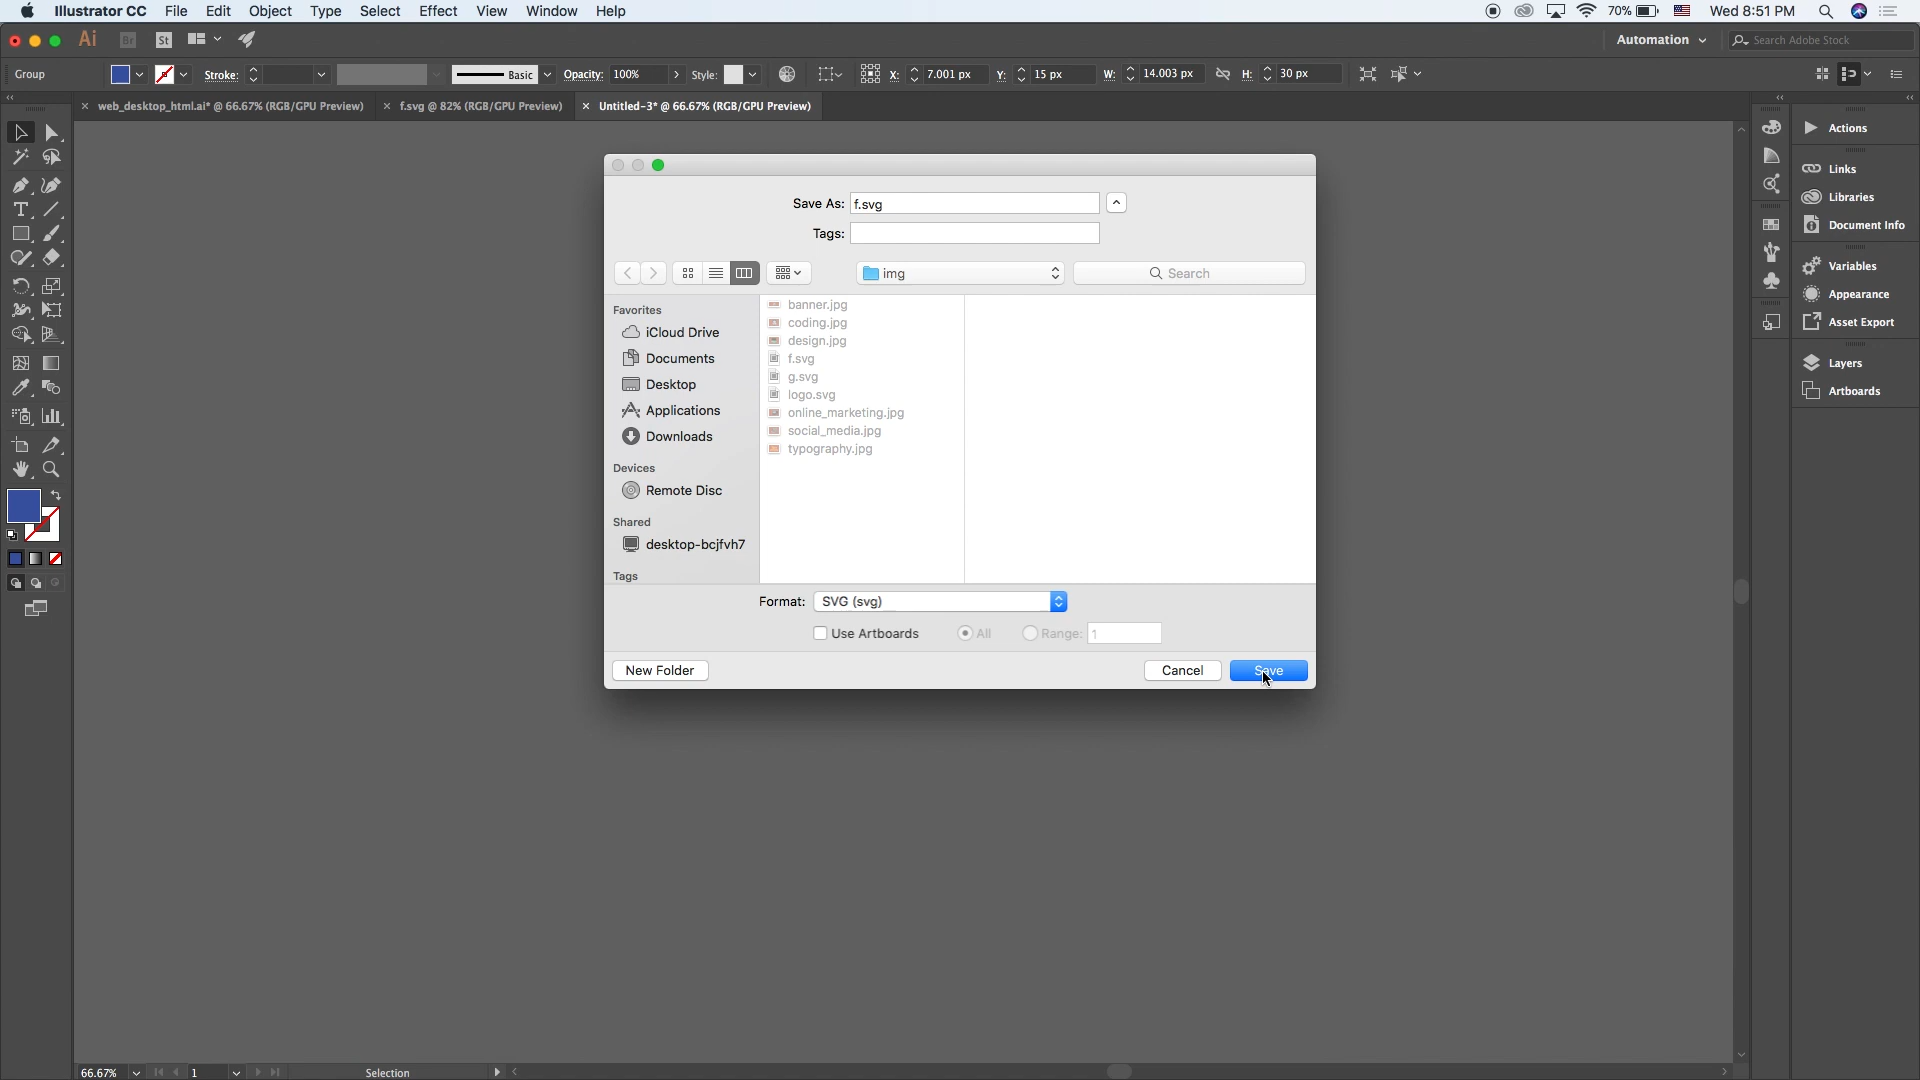 Illustrator CC File Edit Object Type Select Effect View Window Help 70% Wed 8:51 PM
Ai Br St Automation Search Adobe Stock
Group Stroke: Basic Opacity: 100% Style: X: 7.001 px Y: 15 px W: 14.003 px H: 30 px
web_desktop_html.ai* @ 66.67% (RGB/GPU Preview) f.svg @ 82% (RGB/GPU Preview) Untitled-3* @ 66.67% (RGB/GPU Preview)
Actions
Links
Libraries
Document Info
Variables
Appearance
Asset Export
Layers
Artboards
Save As: f.svg
Tags:
img Search
Favorites
iCloud Drive
Documents
Desktop
Applications
Downloads
Devices
Remote Disc
Shared
desktop-bcjfvh7
Tags
banner.jpg
coding.jpg
design.jpg
f.svg
g.svg
logo.svg
online_marketing.jpg
social_media.jpg
typography.jpg
Format: SVG (svg)
Use Artboards All Range: 1
New Folder Cancel Save
66.67% 1 Selection